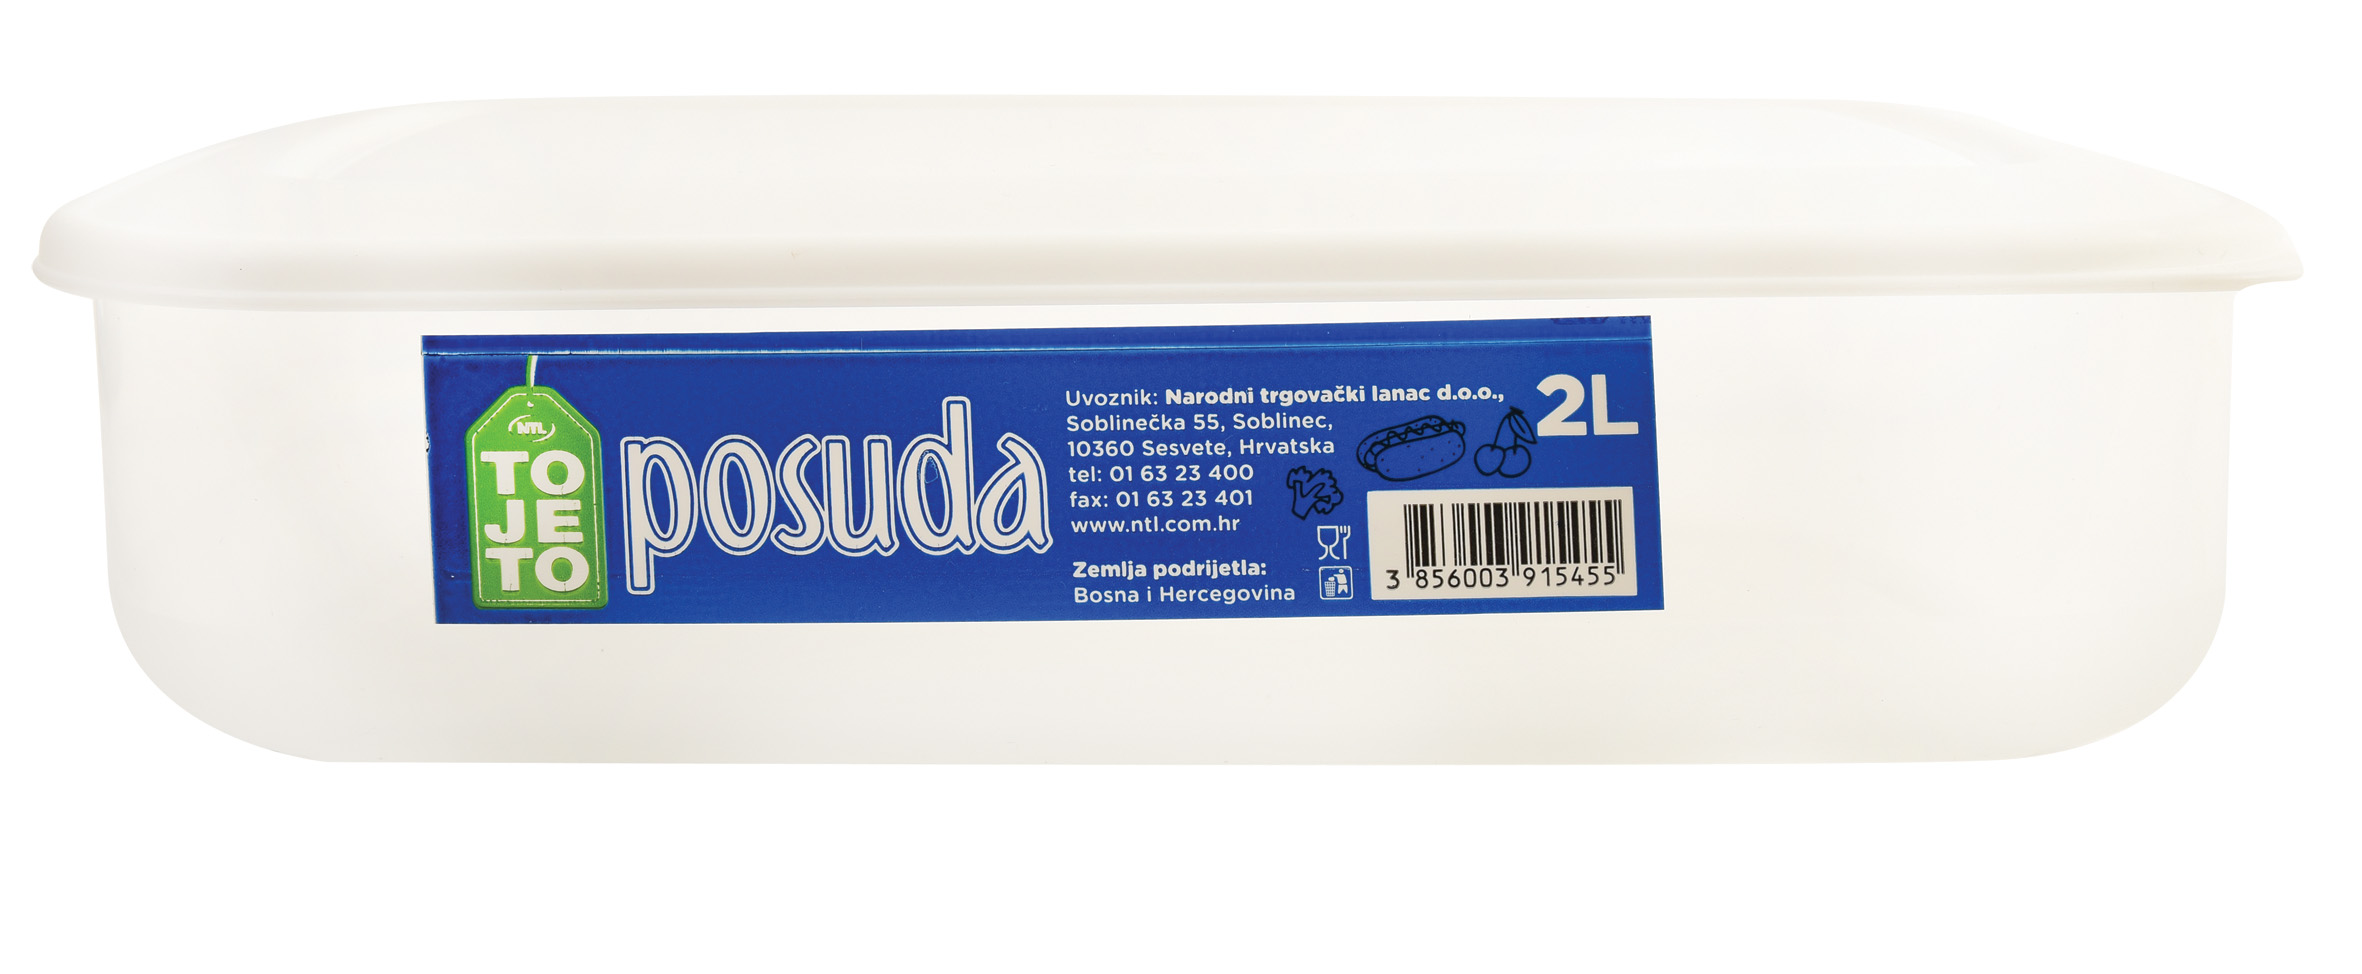 NTL
TO
JE
TO
posuda
Uvoznik: Narodni trgovački lanac d.o.o.,
Soblinečka 55, Soblinec,
10360 Sesvete, Hrvatska
tel: 01 63 23 400
fax: 01 63 23 401
www.ntl.com.hr
Zemlja podrijetla:
Bosna i Hercegovina
2L
3 856003 915455